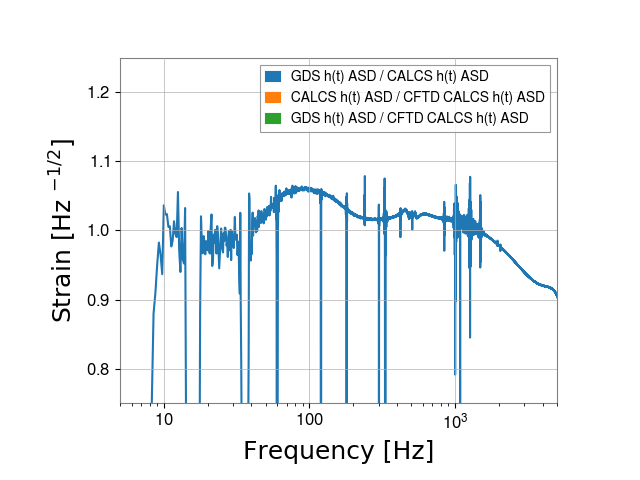 GDS h(t) ASD / CALCS h(t) ASD
CALCS h(t) ASD / CFTD CALCS h(t) ASD
GDS h(t) ASD / CFTD CALCS h(t) ASD
1.2
1.1
1.0
0.9
0.8
Strain [Hz ⁻¹/²]
10
100
10³
Frequency [Hz]